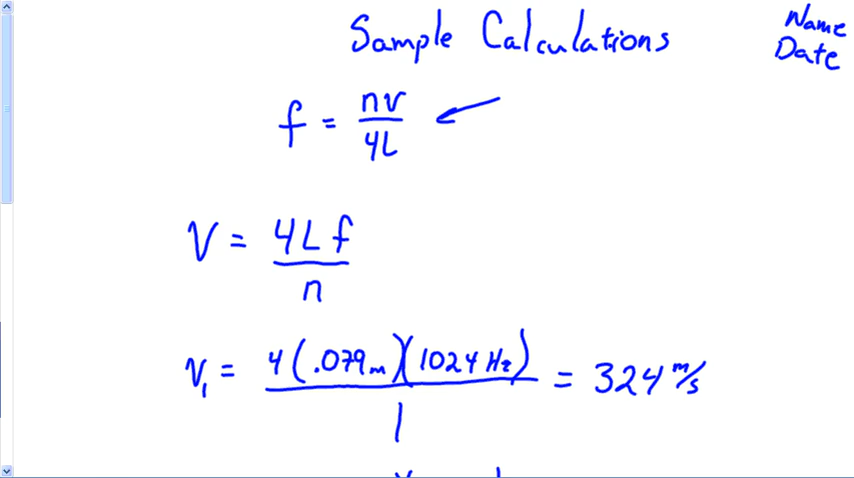 Sample Calculations
Name
Date
f = nv/4L
V = 4Lf/n
V₁ = 4(.079m)(1024 Hz)/1 = 324 m/s